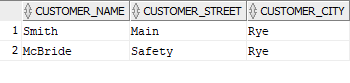 CUSTOMER_NAME CUSTOMER_STREET CUSTOMER_CITY
1 Smith Main Rye
2 McBride Safety Rye